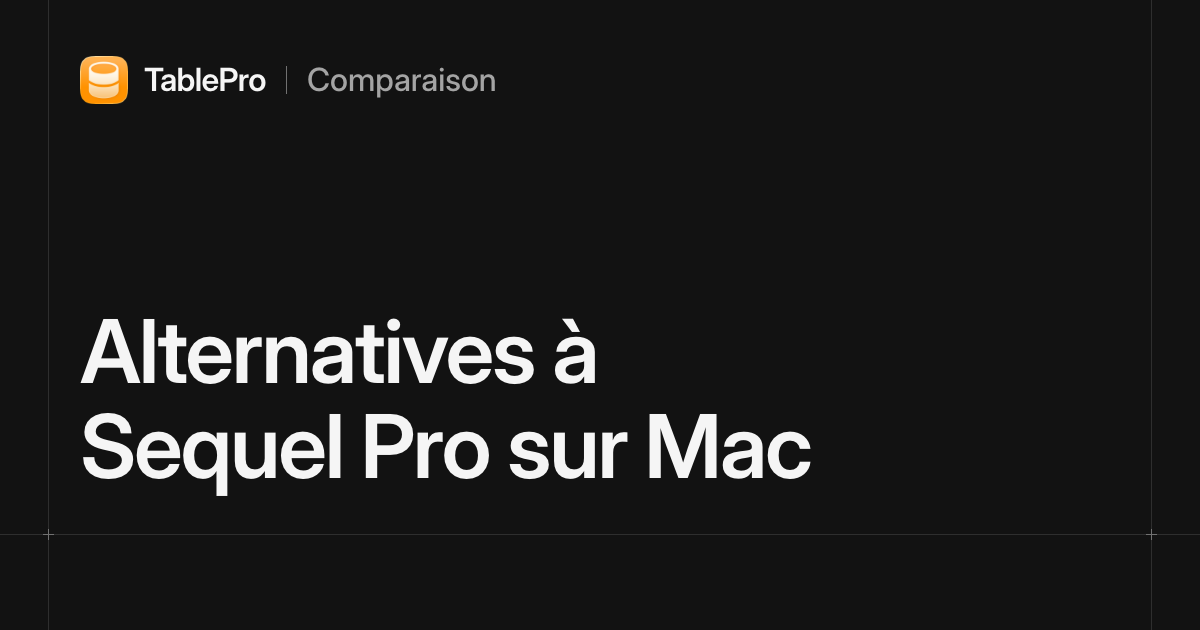 TablePro | Comparaison
Alternatives à
Sequel Pro sur Mac